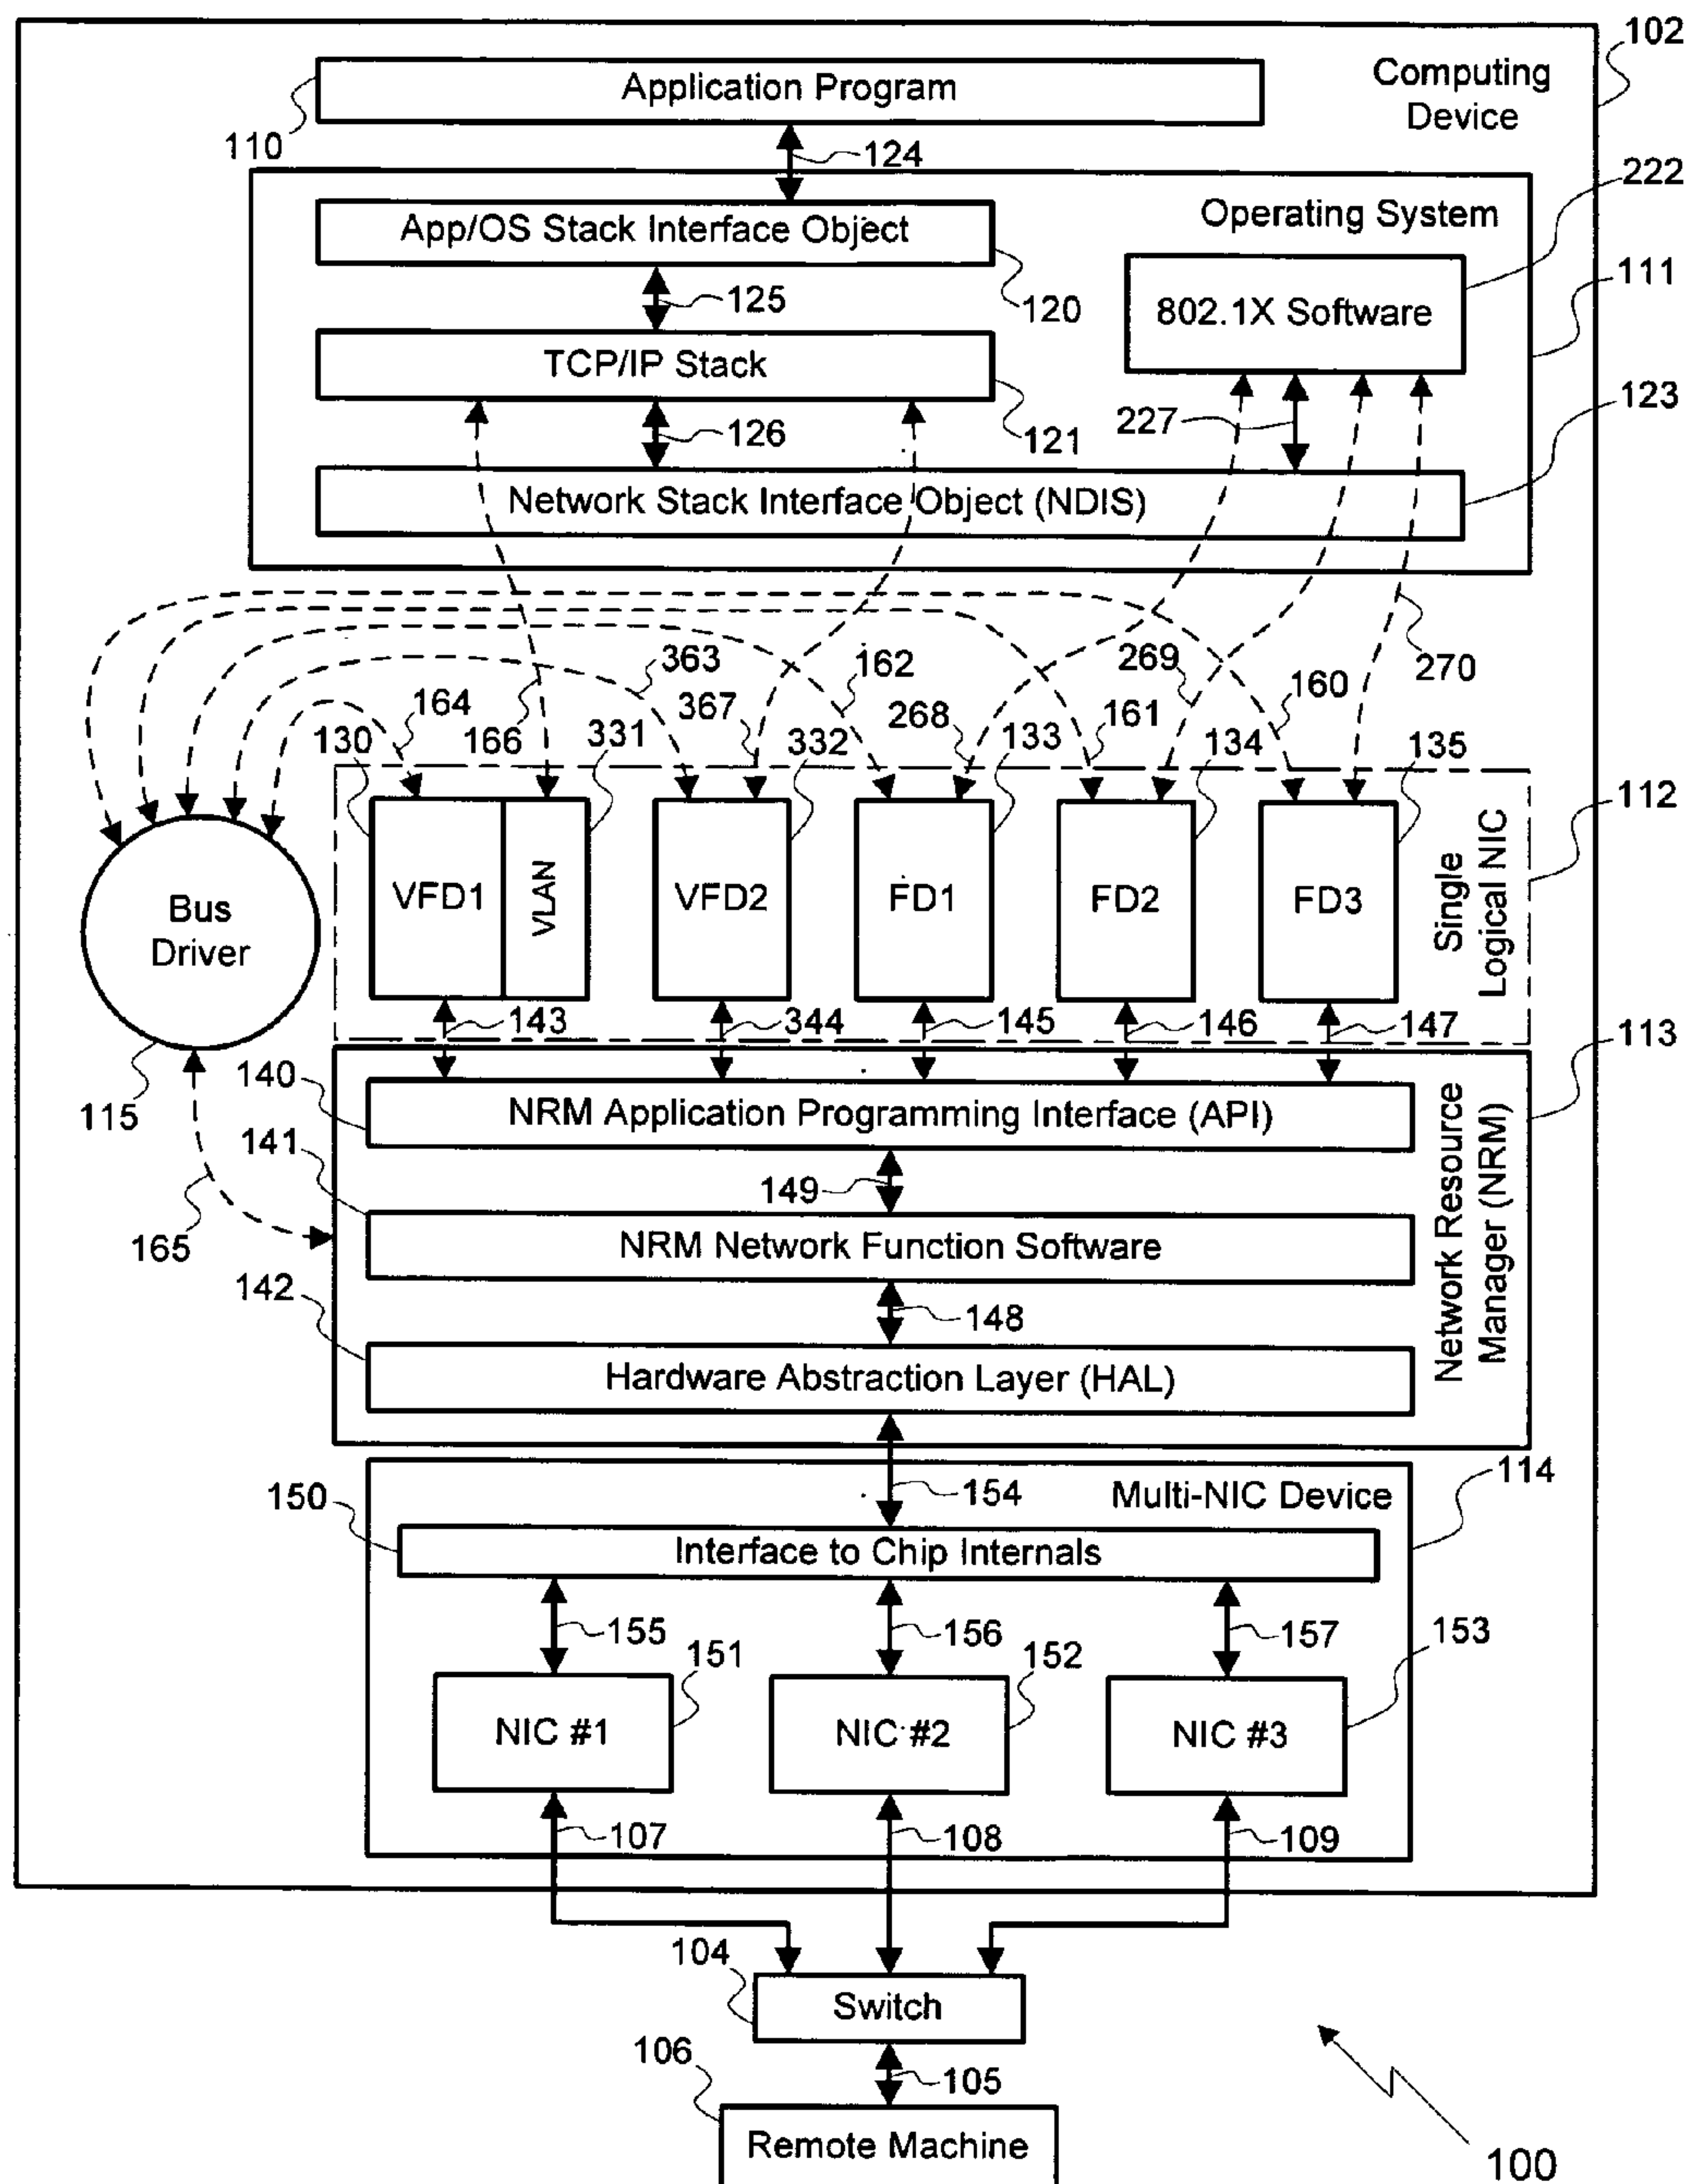 102
Computing
Device
Application Program
110
124
222
Operating System
App/OS Stack Interface Object
120
111
125
802.1X Software
TCP/IP Stack
121
123
126
227
Network Stack Interface Object (NDIS)
270
363
162
269
160
164
166
367
268
161
130
331
332
133
134
135
112
VFD1
VLAN
VFD2
FD1
FD2
FD3
Single
Logical NIC
Bus
Driver
115
143
344
145
146
147
113
140
NRM Application Programming Interface (API)
141
149
165
NRM Network Function Software
142
148
Hardware Abstraction Layer (HAL)
Network Resource
Manager (NRM)
114
150
154
Multi-NIC Device
Interface to Chip Internals
155
156
157
151
152
153
NIC #1
NIC #2
NIC #3
107
108
109
104
Switch
106
105
Remote Machine
100